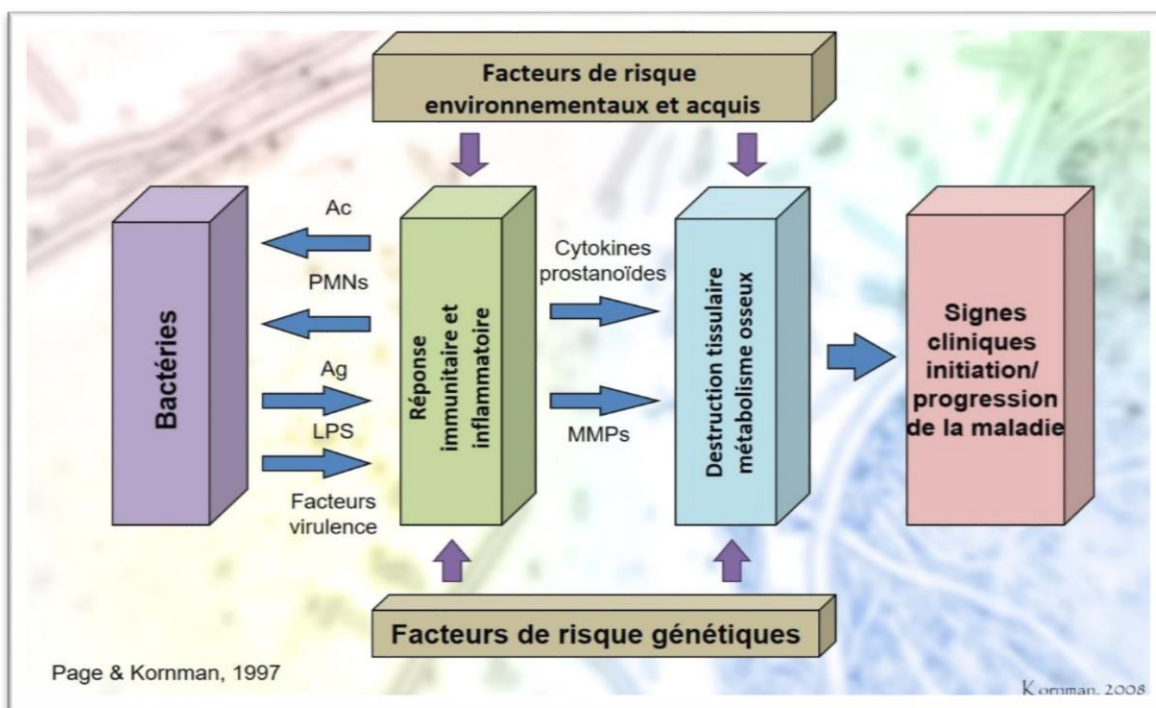 Facteurs de risque
environnementaux et acquis
Bactéries
Ac
PMNs
Ag
LPS
Facteurs
virulence
Réponse
immunitaire et
inflammatoire
Cytokines
prostanoïdes
MMPs
Destruction tissulaire
métabolisme osseux
Signes
cliniques
initiation/
progression
de la maladie
Facteurs de risque génétiques
Page & Kornman, 1997
Kornman, 2008